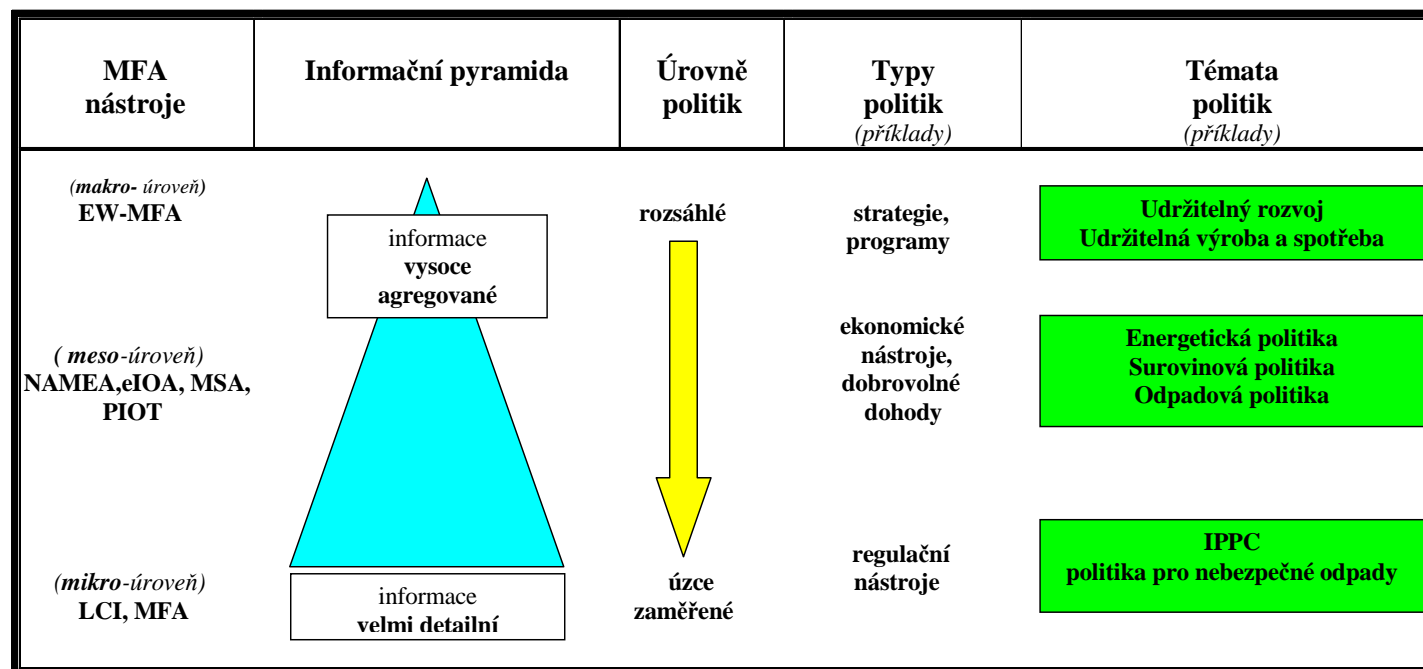 MFA
nástroje
Informační pyramida
Úrovně
politik
Typy
politik
(příklady)
Témata
politik
(příklady)
(makro- úroveň)
EW-MFA
informace
vysoce
agregované
rozsáhlé
strategie,
programy
Udržitelný rozvoj
Udržitelná výroba a spotřeba
( meso-úroveň)
NAMEA,eIOA, MSA,
PIOT
ekonomické
nástroje,
dobrovolné
dohody
Energetická politika
Surovinová politika
Odpadová politika
(mikro-úroveň)
LCI, MFA
informace
velmi detailní
úzce
zaměřené
regulační
nástroje
IPPC
politika pro nebezpečné odpady